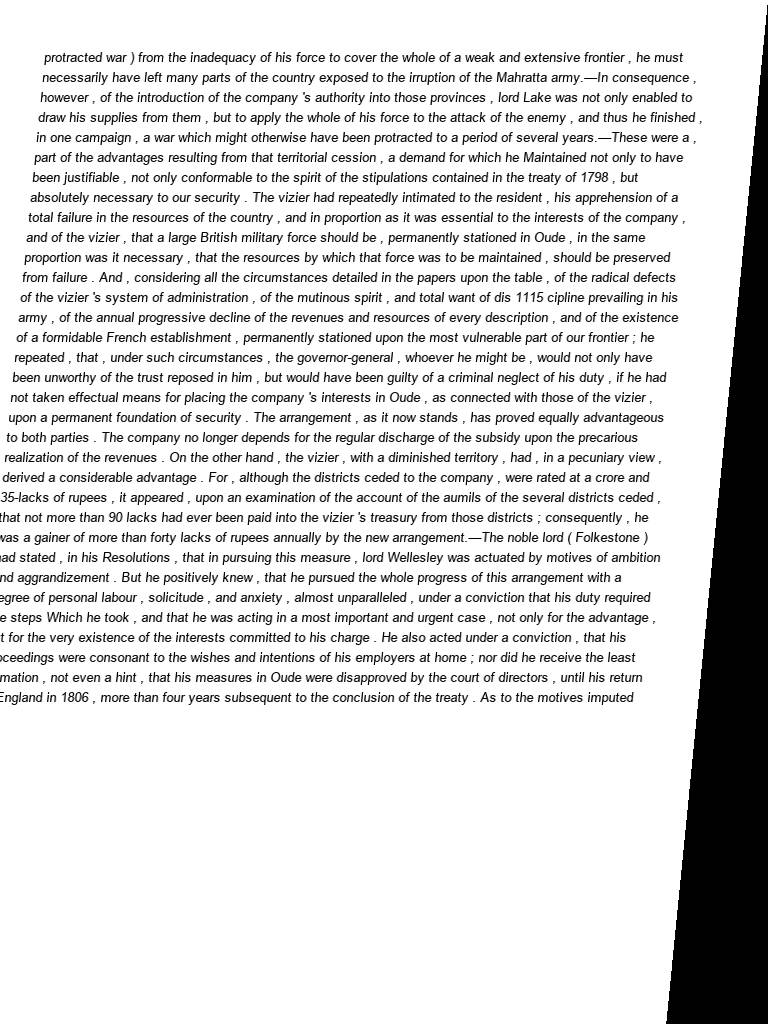 protracted war ) from the inadequacy of his force to cover the whole of a weak and extensive frontier , he must
necessarily have left many parts of the country exposed to the irruption of the Mahratta army.—In consequence ,
however , of the introduction of the company 's authority into those provinces , lord Lake was not only enabled to
draw his supplies from them , but to apply the whole of his force to the attack of the enemy , and thus he finished ,
in one campaign , a war which might otherwise have been protracted to a period of several years.—These were a ,
part of the advantages resulting from that territorial cession , a demand for which he Maintained not only to have
been justifiable , not only conformable to the spirit of the stipulations contained in the treaty of 1798 , but
absolutely necessary to our security . The vizier had repeatedly intimated to the resident , his apprehension of a
total failure in the resources of the country , and in proportion as it was essential to the interests of the company ,
and of the vizier , that a large British military force should be , permanently stationed in Oude , in the same
proportion was it necessary , that the resources by which that force was to be maintained , should be preserved
from failure . And , considering all the circumstances detailed in the papers upon the table , of the radical defects
of the vizier 's system of administration , of the mutinous spirit , and total want of dis 1115 cipline prevailing in his
army , of the annual progressive decline of the revenues and resources of every description , and of the existence
of a formidable French establishment , permanently stationed upon the most vulnerable part of our frontier ; he
repeated , that , under such circumstances , the governor-general , whoever he might be , would not only have
been unworthy of the trust reposed in him , but would have been guilty of a criminal neglect of his duty , if he had
not taken effectual means for placing the company 's interests in Oude , as connected with those of the vizier ,
upon a permanent foundation of security . The arrangement , as it now stands , has proved equally advantageous
to both parties . The company no longer depends for the regular discharge of the subsidy upon the precarious
realization of the revenues . On the other hand , the vizier , with a diminished territory , had , in a pecuniary view ,
derived a considerable advantage . For , although the districts ceded to the company , were rated at a crore and
35-lacks of rupees , it appeared , upon an examination of the account of the aumils of the several districts ceded ,
that not more than 90 lacks had ever been paid into the vizier 's treasury from those districts ; consequently , he
was a gainer of more than forty lacks of rupees annually by the new arrangement.—The noble lord ( Folkestone )
had stated , in his Resolutions , that in pursuing this measure , lord Wellesley was actuated by motives of ambition
and aggrandizement . But he positively knew , that he pursued the whole progress of this arrangement with a
egree of personal labour , solicitude , and anxiety , almost unparalleled , under a conviction that his duty required
e steps Which he took , and that he was acting in a most important and urgent case , not only for the advantage ,
t for the very existence of the interests committed to his charge . He also acted under a conviction , that his
oceedings were consonant to the wishes and intentions of his employers at home ; nor did he receive the least
mation , not even a hint , that his measures in Oude were disapproved by the court of directors , until his return
England in 1806 , more than four years subsequent to the conclusion of the treaty . As to the motives imputed